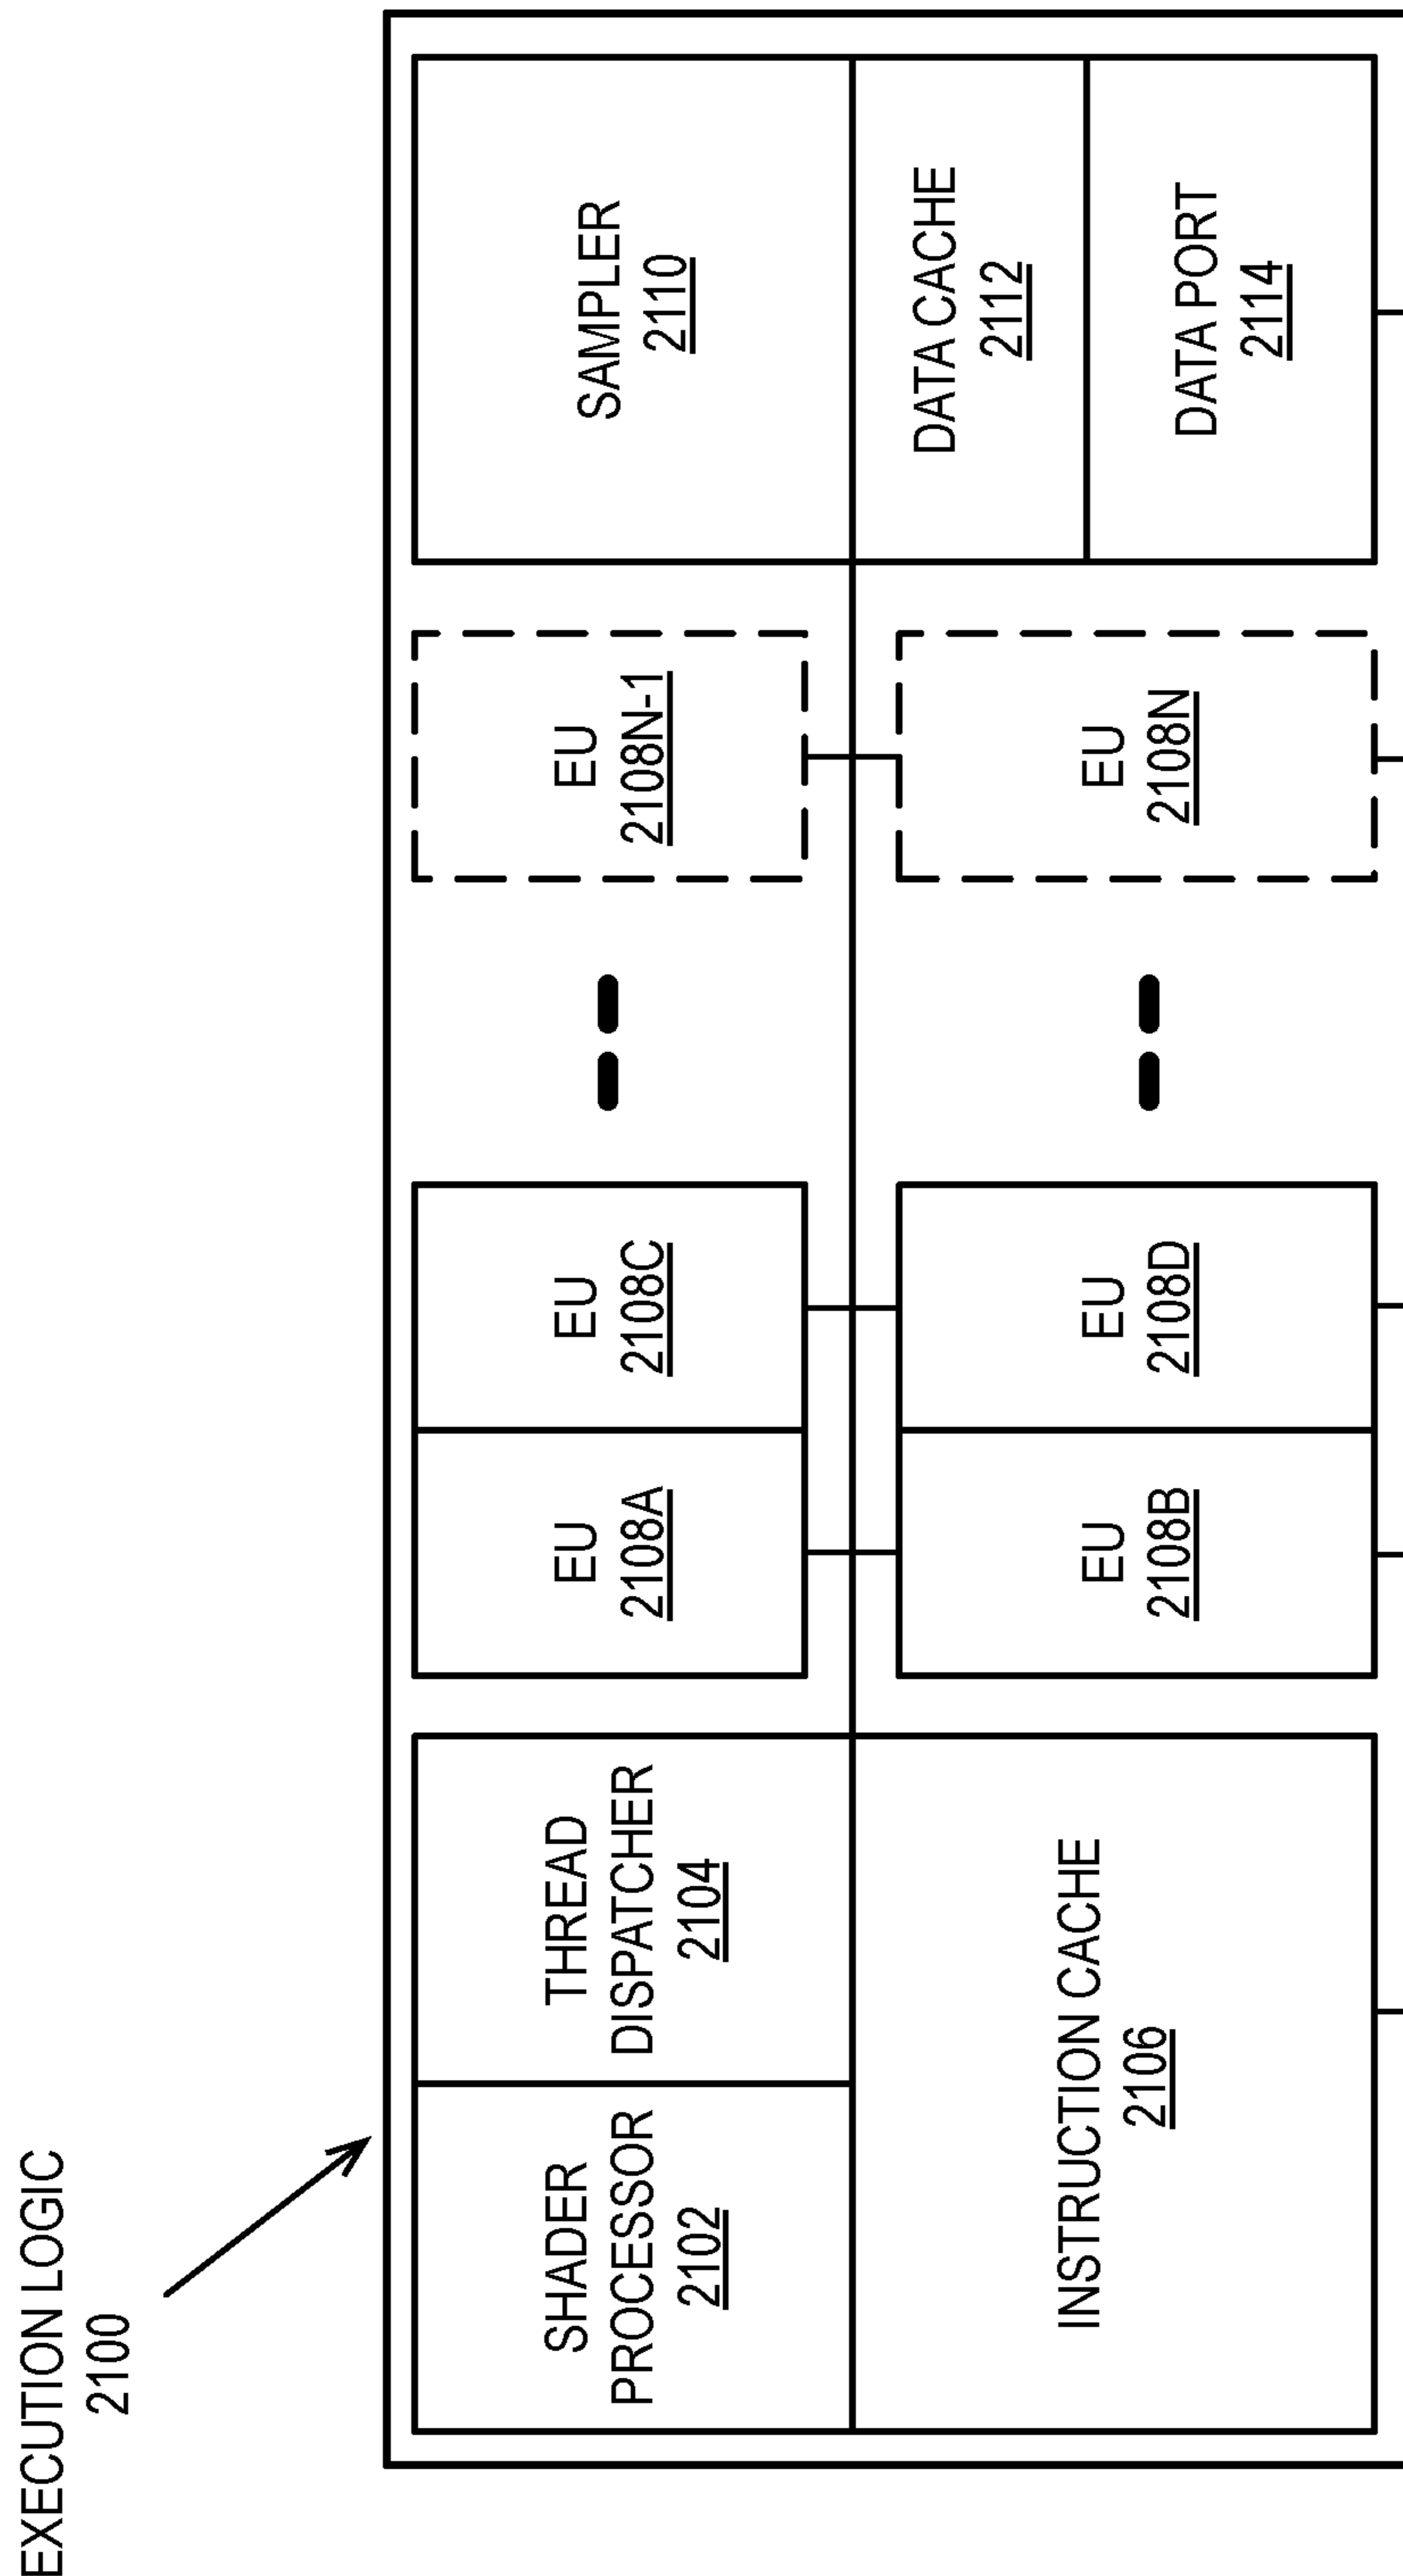 EXECUTION LOGIC
2100
SHADER
PROCESSOR
2102
THREAD
DISPATCHER
2104
INSTRUCTION CACHE
2106
EU
2108A
EU
2108C
EU
2108B
EU
2108D
EU
2108N-1
EU
2108N
SAMPLER
2110
DATA CACHE
2112
DATA PORT
2114